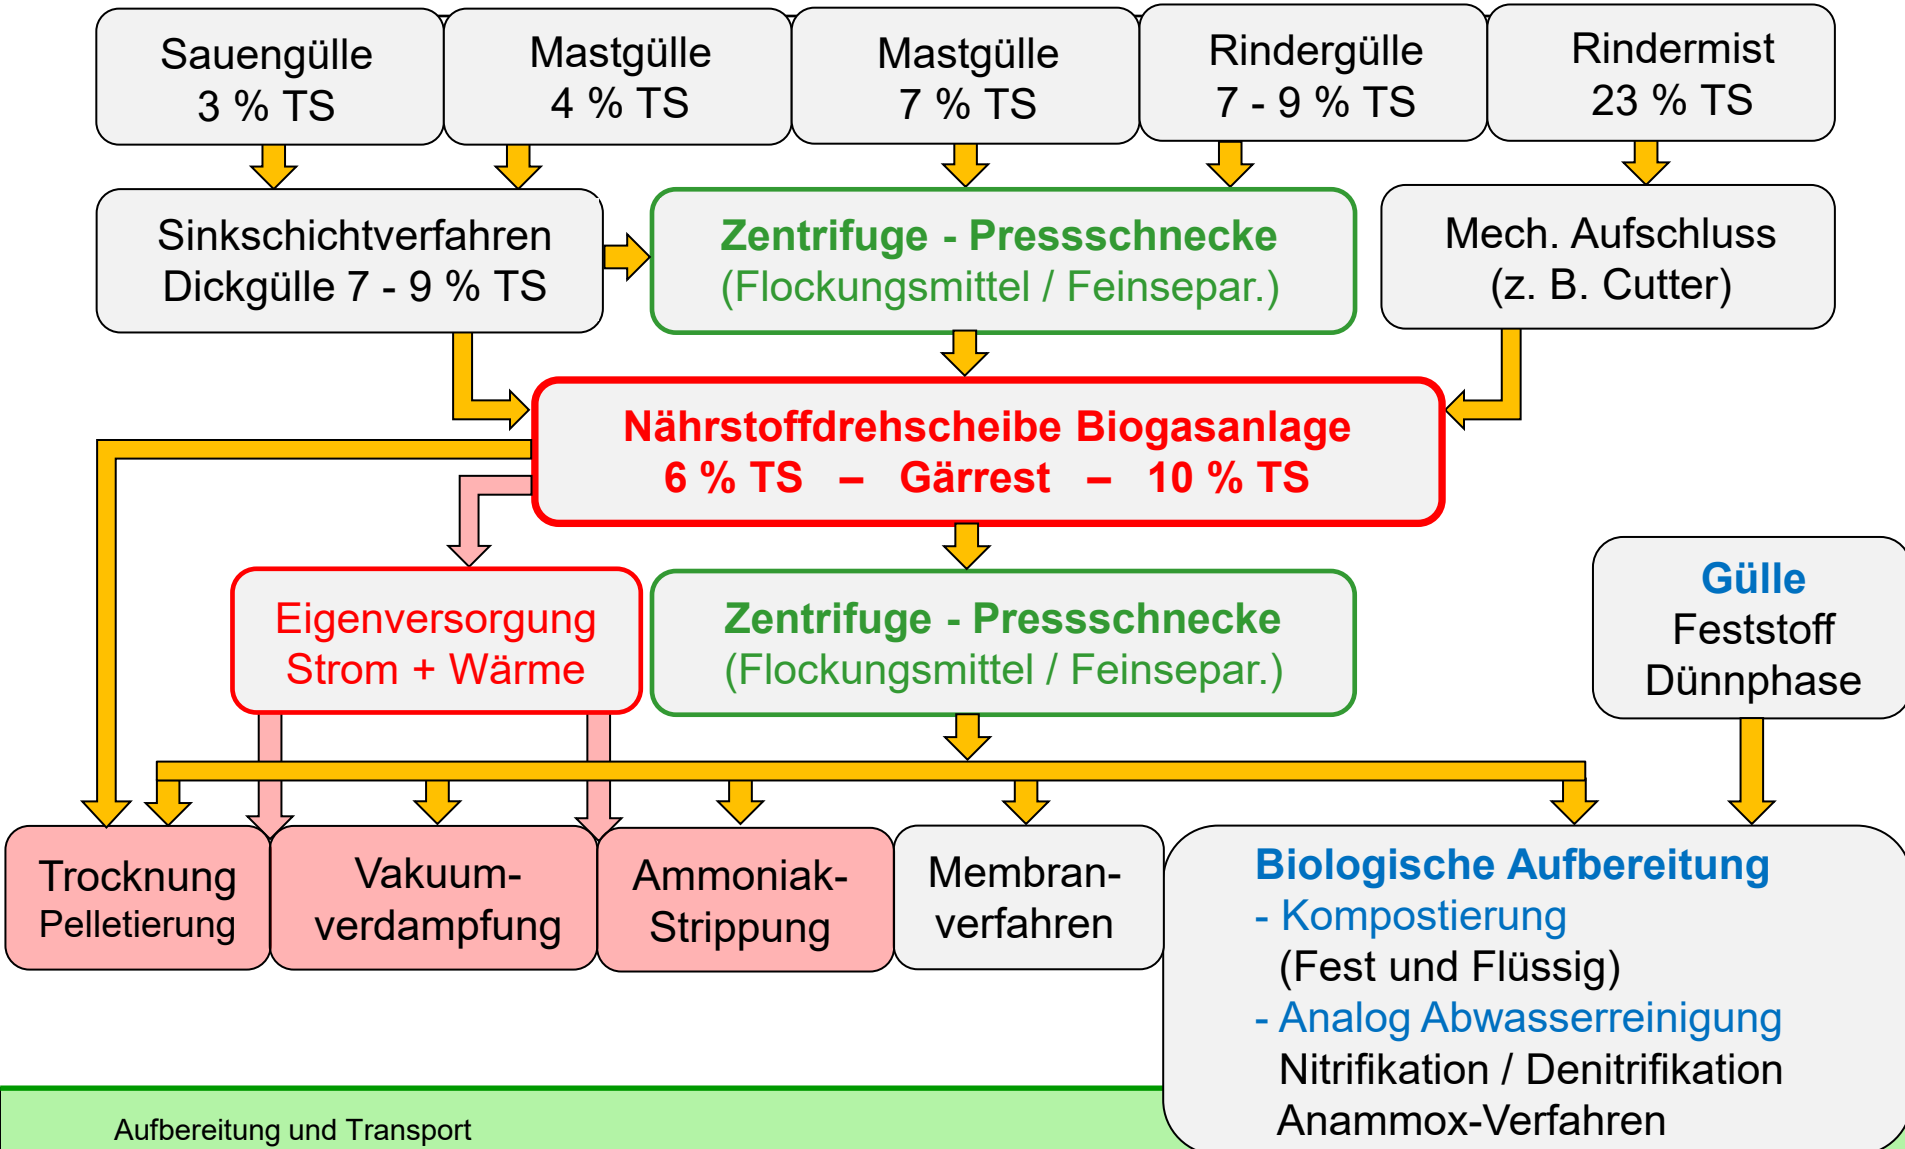 Sauengülle
3 % TS
Mastgülle
4 % TS
Mastgülle
7 % TS
Rindergülle
7 - 9 % TS
Rindermist
23 % TS
Sinkschichtverfahren
Dickgülle 7 - 9 % TS
Zentrifuge - Pressschnecke
(Flockungsmittel / Feinsepar.)
Mech. Aufschluss
(z. B. Cutter)
Nährstoffdrehscheibe Biogasanlage
6 % TS – Gärrest – 10 % TS
Eigenversorgung
Strom + Wärme
Zentrifuge - Pressschnecke
(Flockungsmittel / Feinsepar.)
Gülle
Feststoff
Dünnphase
Trocknung
Pelletierung
Vakuum-
verdampfung
Ammoniak-
Strippung
Membran-
verfahren
Biologische Aufbereitung
- Kompostierung
(Fest und Flüssig)
- Analog Abwasserreinigung
Nitrifikation / Denitrifikation
Anammox-Verfahren
Aufbereitung und Transport